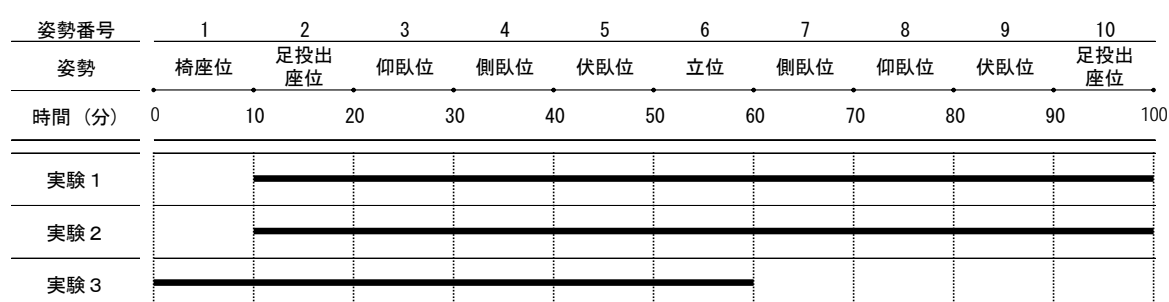 姿勢番号 1 2 3 4 5 6 7 8 9 10
姿勢 椅座位 足投出座位 仰臥位 側臥位 伏臥位 立位 側臥位 仰臥位 伏臥位 足投出座位
時間（分） 0 10 20 30 40 50 60 70 80 90 100
実験１
実験２
実験３